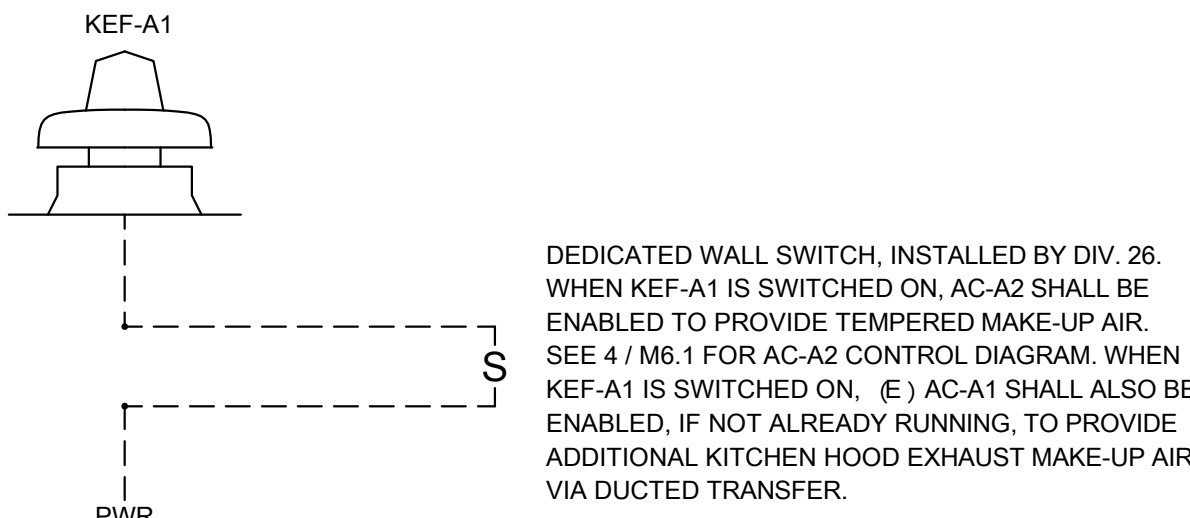 KEF-A1
DEDICATED WALL SWITCH, INSTALLED BY DIV. 26.
WHEN KEF-A1 IS SWITCHED ON, AC-A2 SHALL BE
ENABLED TO PROVIDE TEMPERED MAKE-UP AIR.
SEE 4 / M6.1 FOR AC-A2 CONTROL DIAGRAM. WHEN
S
KEF-A1 IS SWITCHED ON, (E) AC-A1 SHALL ALSO BE
ENABLED, IF NOT ALREADY RUNNING, TO PROVIDE
ADDITIONAL KITCHEN HOOD EXHAUST MAKE-UP AIR
VIA DUCTED TRANSFER.
PWR